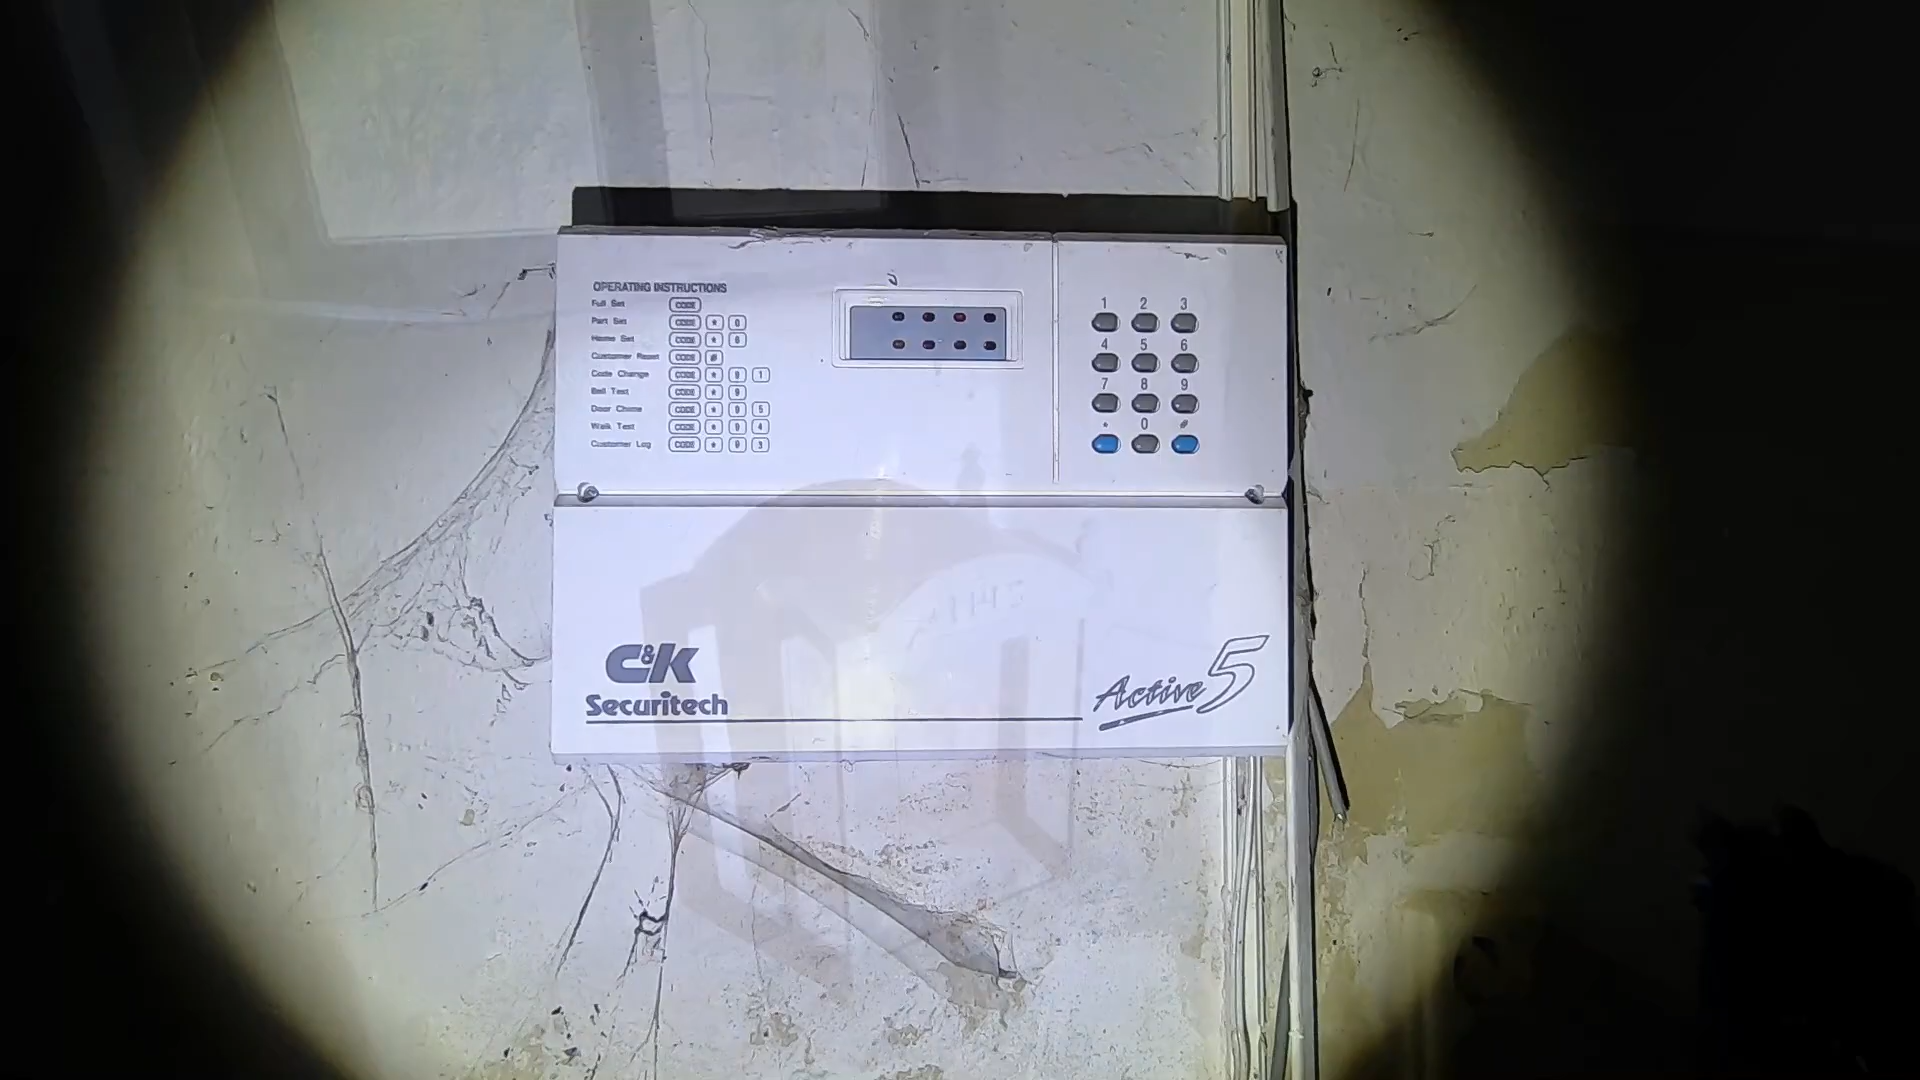 OPERATING INSTRUCTIONS
Full Set CODE
Part Set CODE * 0
Home Set CODE * 8
Customer Reset CODE #
Code Change CODE * 9 1
Bell Test CODE * 9
Door Chime CODE * 9 5
Walk Test CODE * 9 4
Customer Log CODE * 9 3
1 2 3
4 5 6
7 8 9
* 0 #
C&K
Securitech
Active 5